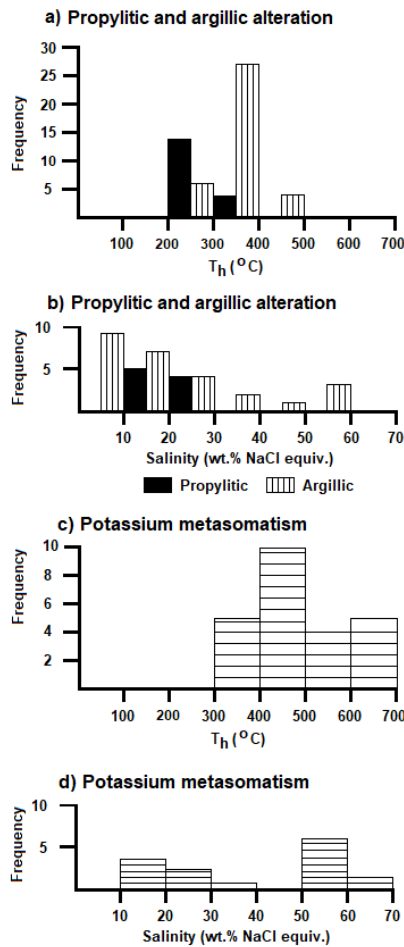 a) Propylitic and argillic alteration
30
25
20
15
10
5
Frequency
100 200 300 400 500 600 700
Th (°C)
b) Propylitic and argillic alteration
10
5
Frequency
10 20 30 40 50 60 70
Salinity (wt.% NaCl equiv.)
Propylitic Argillic
c) Potassium metasomatism
10
8
6
4
2
Frequency
100 200 300 400 500 600 700
Th (°C)
d) Potassium metasomatism
10
5
Frequency
10 20 30 40 50 60 70
Salinity (wt.% NaCl equiv.)